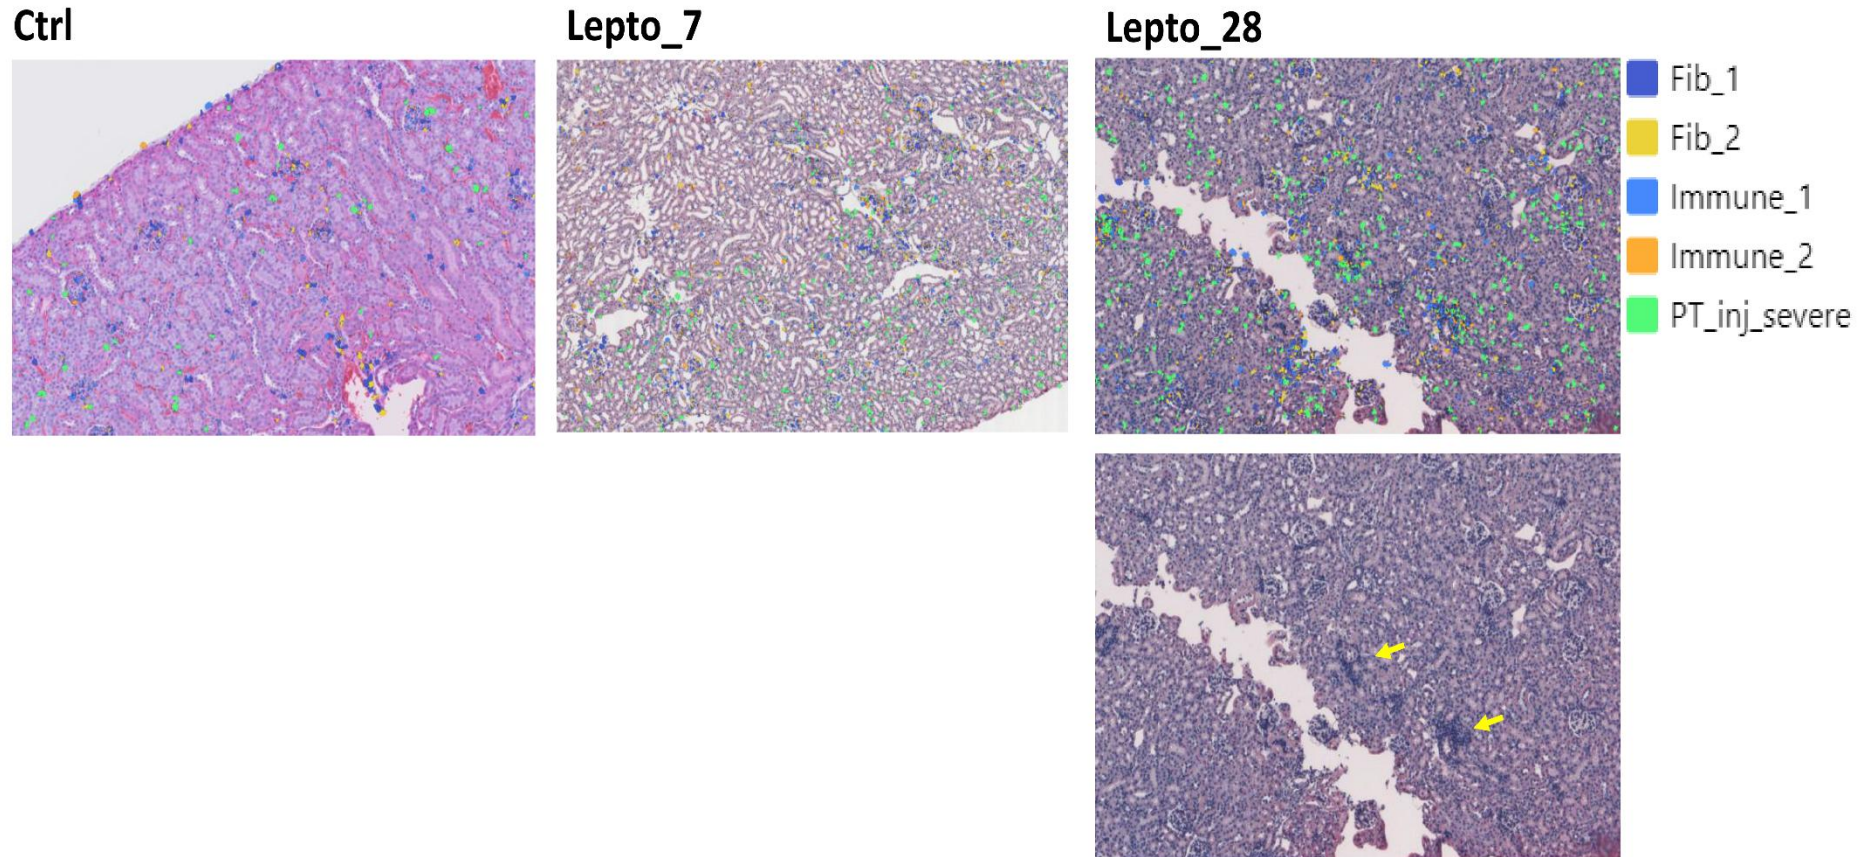 Ctrl
Lepto_7
Lepto_28
Fib_1
Fib_2
Immune_1
Immune_2
PT_inj_severe